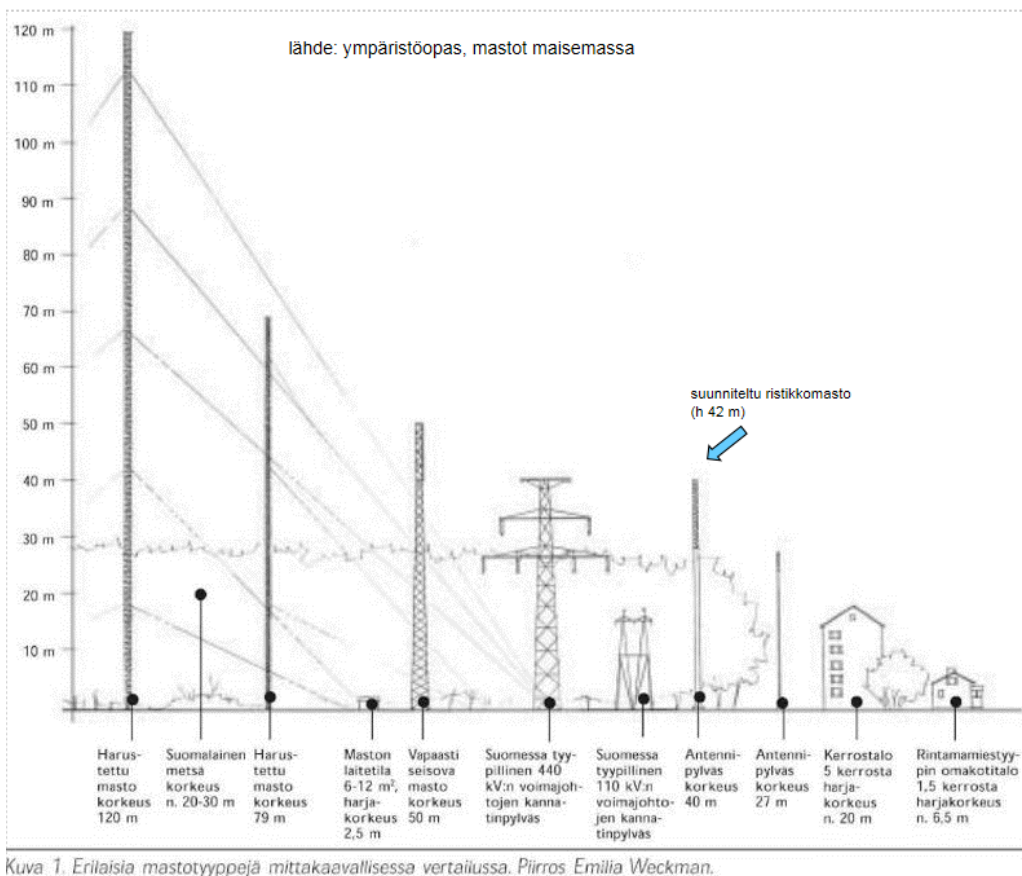 120 m
lähde: ympäristöopas, mastot maisemassa
110 m
100 m
90 m
80 m
70 m
60 m
suunniteltu ristikkomasto
(h 42 m)
50 m
40 m
30 m
20 m
10 m
Harus-
tettu
masto
korkeus
120 m
Suomalainen
metsä
korkeus
n. 20-30 m
Harus-
tettu
masto
korkeus
79 m
Maston
laitetila
6-12 m²,
harja-
korkeus
2,5 m
Vapaasti
seisova
masto
korkeus
50 m
Suomessa tyy-
pillinen 440
kV:n voimajoh-
tojen kanna-
tinpylväs
Suomessa
tyypillinen
110 kV:n
voimajohto-
jen kanna-
tinpylväs
Antenni-
pylväs
korkeus
40 m
Antenni-
pylväs
korkeus
27 m
Kerrostalo
5 kerrosta
harja-
korkeus
n. 20 m
Rintamamiestyy-
pin omakotitalo
1,5 kerrosta
harjakorkeus
n. 6,5 m
Kuva 1. Erilaisia mastotyyppejä mittakaavallisessa vertailussa. Piirros Emilia Weckman.